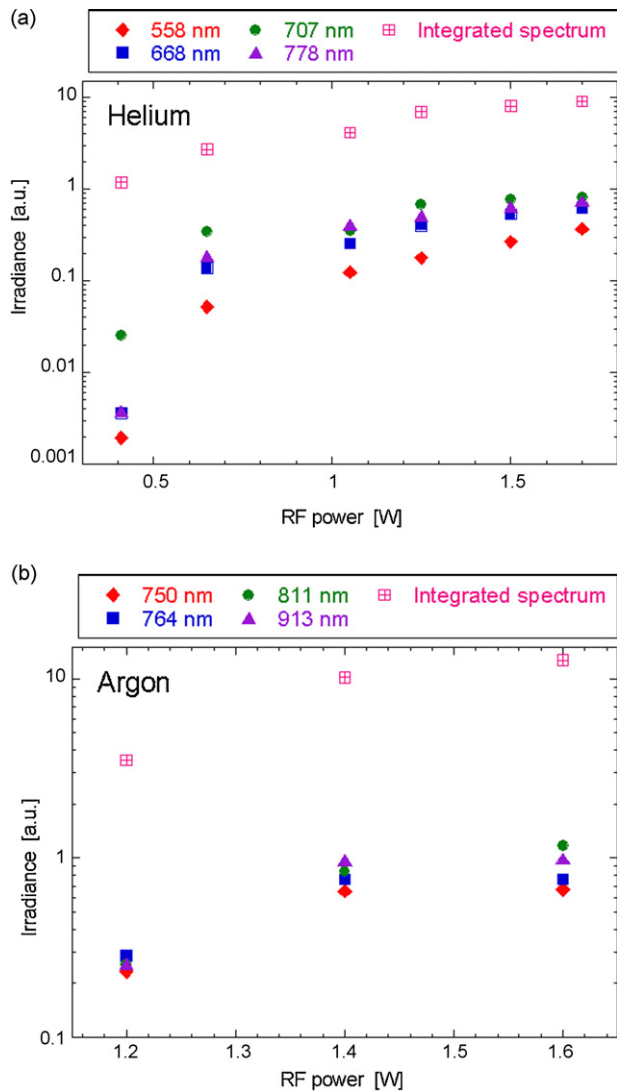 (a)
558 nm 707 nm Integrated spectrum
668 nm 778 nm
10
Helium
1
Irradiance [a.u.]
0.1
0.01
0.001
0.5 1 1.5
RF power [W]
(b)
750 nm 811 nm Integrated spectrum
764 nm 913 nm
10
Argon
Irradiance [a.u.]
1
0.1
1.2 1.3 1.4 1.5 1.6
RF power [W]